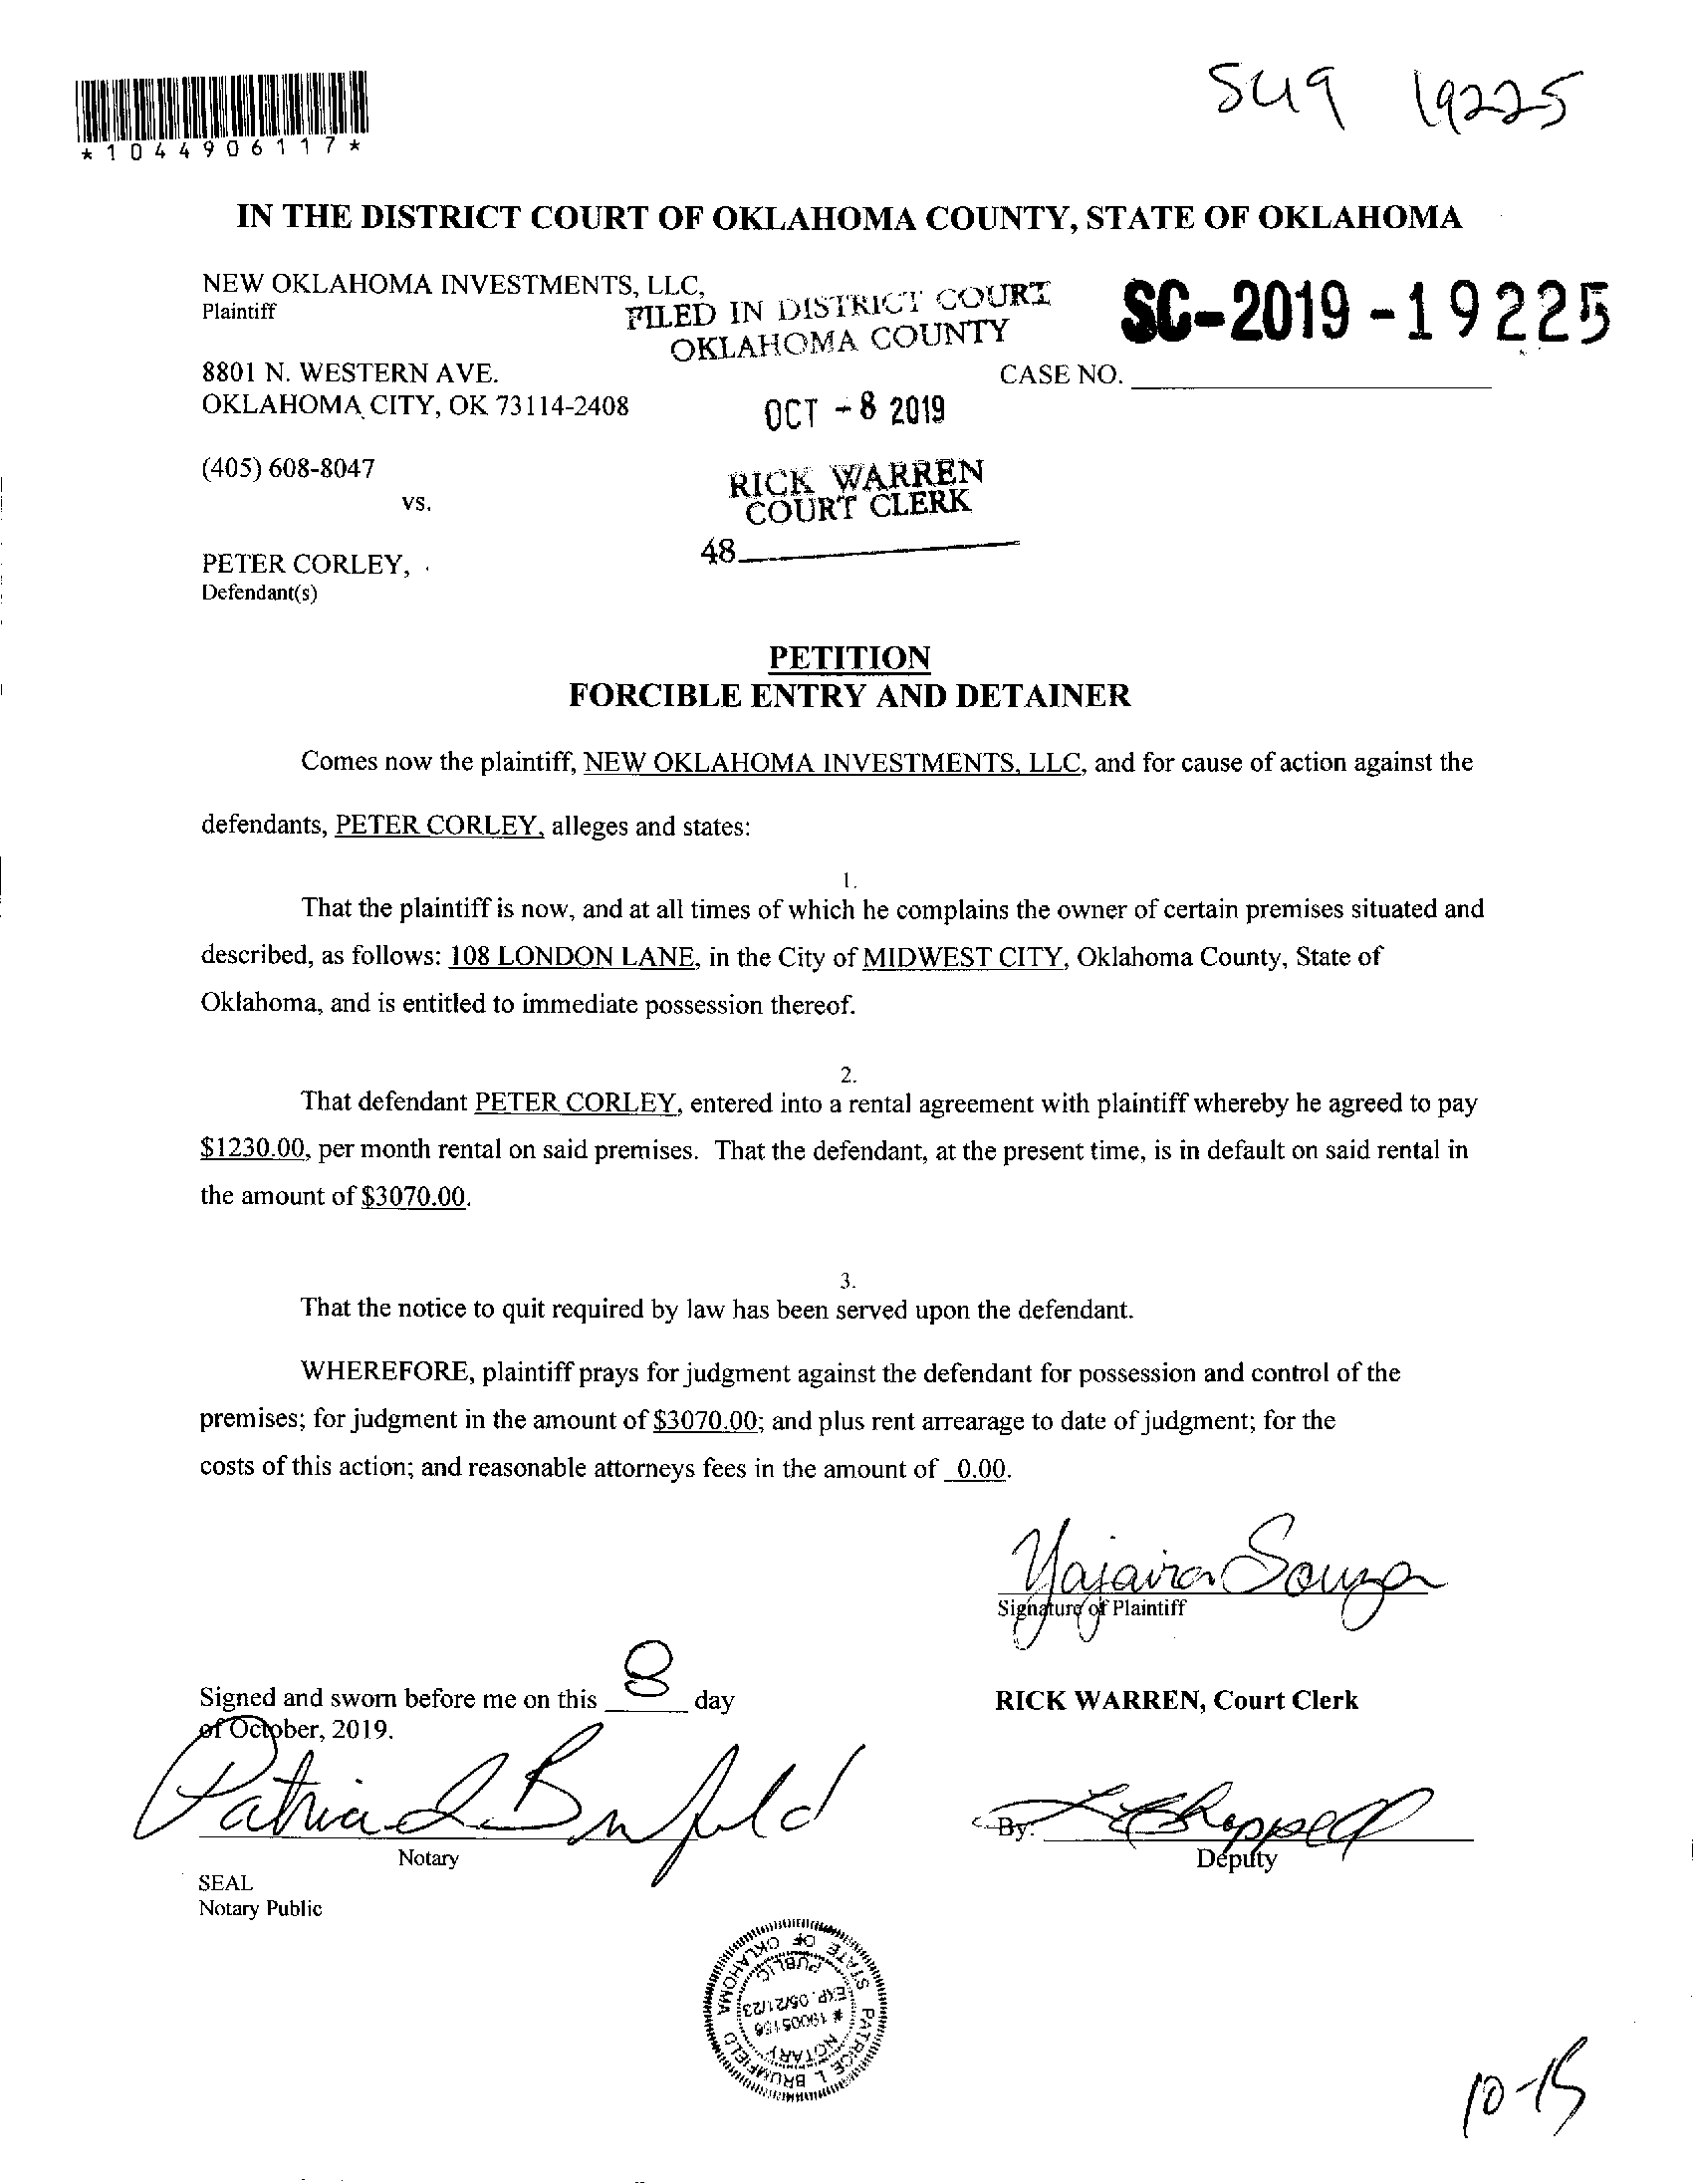 SC19 19225
*1044906117*
IN THE DISTRICT COURT OF OKLAHOMA COUNTY, STATE OF OKLAHOMA
NEW OKLAHOMA INVESTMENTS, LLC,
Plaintiff
FILED IN DISTRICT COURT
OKLAHOMA COUNTY
SC-2019-19225
8801 N. WESTERN AVE.
CASE NO.
OKLAHOMA CITY, OK 73114-2408
OCT - 8 2019
(405) 608-8047
RICK WARREN
COURT CLERK
vs.
48
PETER CORLEY,
Defendant(s)
PETITION
FORCIBLE ENTRY AND DETAINER
Comes now the plaintiff, NEW OKLAHOMA INVESTMENTS, LLC, and for cause of action against the
defendants, PETER CORLEY, alleges and states:
1.
That the plaintiff is now, and at all times of which he complains the owner of certain premises situated and
described, as follows: 108 LONDON LANE, in the City of MIDWEST CITY, Oklahoma County, State of
Oklahoma, and is entitled to immediate possession thereof.
2.
That defendant PETER CORLEY, entered into a rental agreement with plaintiff whereby he agreed to pay
$1230.00, per month rental on said premises. That the defendant, at the present time, is in default on said rental in
the amount of $3070.00.
3.
That the notice to quit required by law has been served upon the defendant.
WHEREFORE, plaintiff prays for judgment against the defendant for possession and control of the
premises; for judgment in the amount of $3070.00; and plus rent arrearage to date of judgment; for the
costs of this action; and reasonable attorneys fees in the amount of 0.00.
Yajaira Souza
Signature of Plaintiff
Signed and sworn before me on this 8 day
of October, 2019.
RICK WARREN, Court Clerk
By:
Notary
Deputy
SEAL
Notary Public
STATE OF OKLAHOMA
PATRICE L BRUMFIELD
NOTARY
# 19005156
EXP. 05/21/23
PUBLIC
10-15